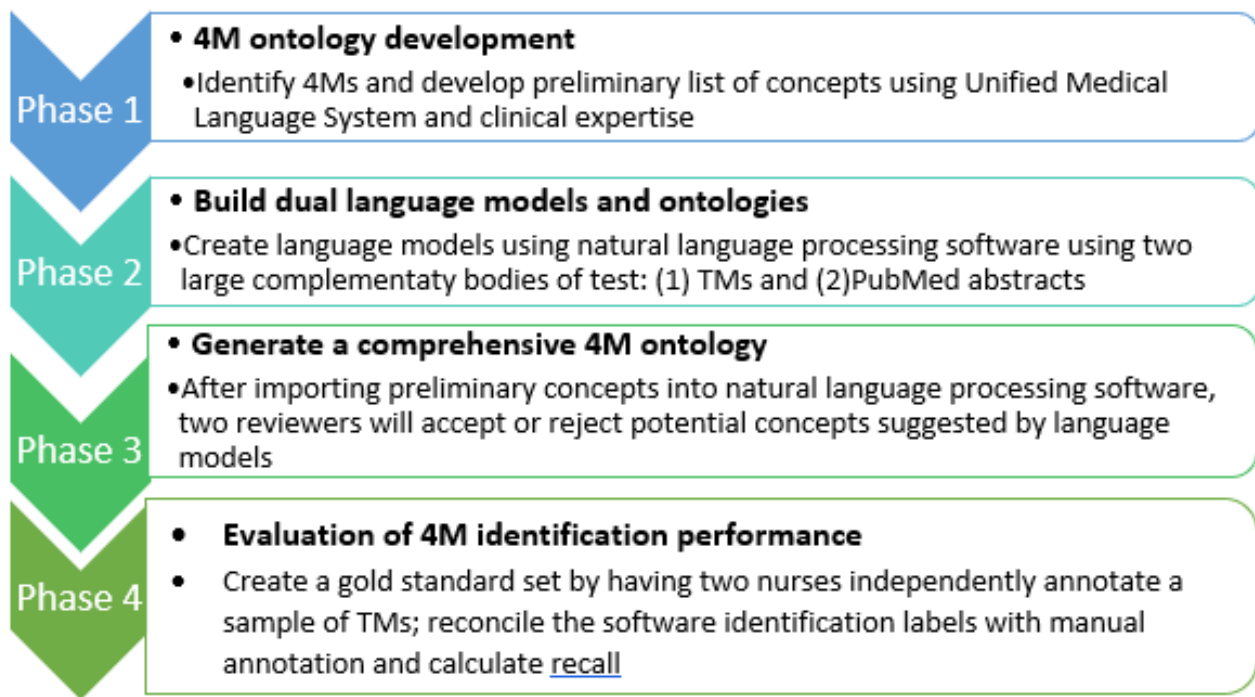 • 4M ontology development
Phase 1
•Identify 4Ms and develop preliminary list of concepts using Unified Medical
Language System and clinical expertise
• Build dual language models and ontologies
Phase 2
•Create language models using natural language processing software using two
large complementaty bodies of test: (1) TMs and (2)PubMed abstracts
• Generate a comprehensive 4M ontology
Phase 3
•After importing preliminary concepts into natural language processing software,
two reviewers will accept or reject potential concepts suggested by language
models
• Evaluation of 4M identification performance
Phase 4
• Create a gold standard set by having two nurses independently annotate a
sample of TMs; reconcile the software identification labels with manual
annotation and calculate recall